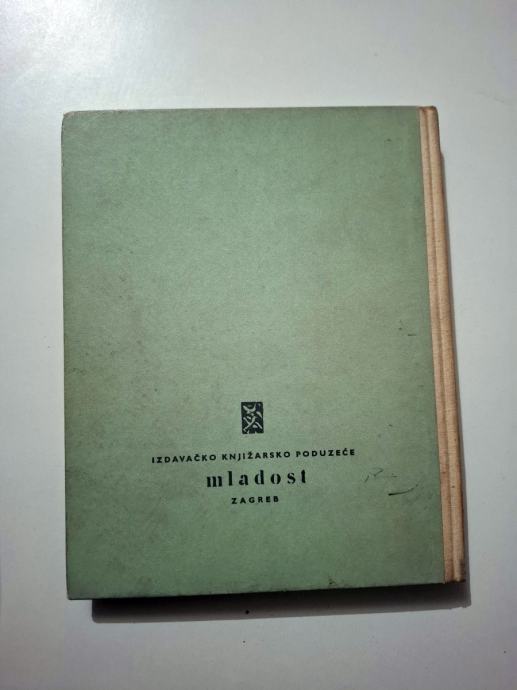 IZDAVAČKO KNJIŽARSKO PODUZEĆE
mladost
ZAGREB